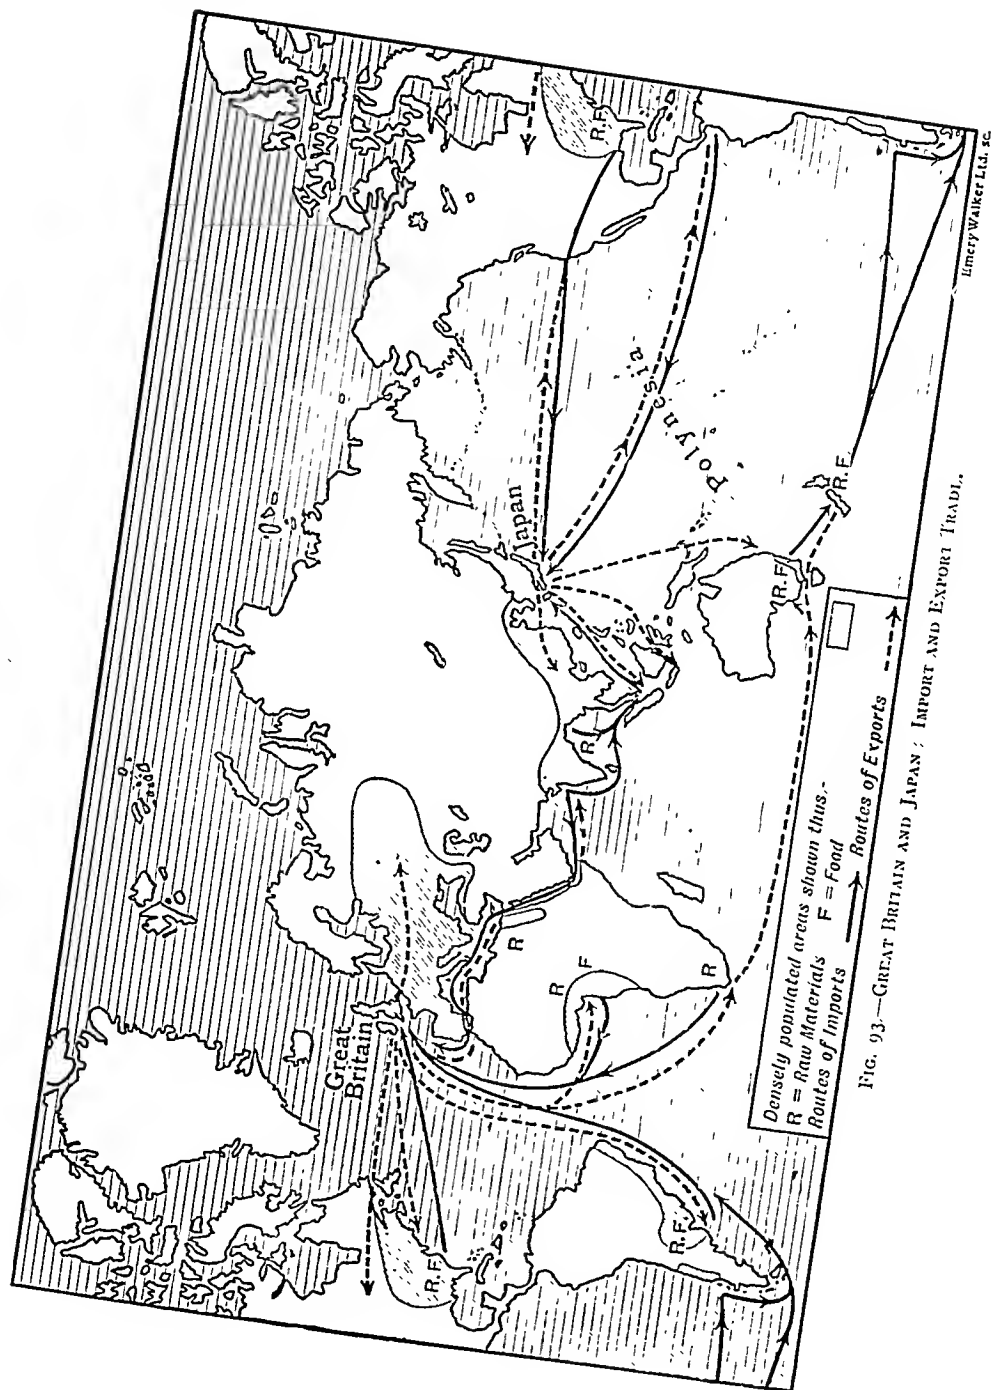 R.F.
Japan
Polynesia
Great
Britain
R.F.
R
R
R
F
R
R.F.
R.F.
R.F.
Densely populated areas shown thus,-
R = Raw Materials   F = Food
Routes of Imports → Routes of Exports
Emery Walker Ltd. sc.
FIG. 93.—GREAT BRITAIN AND JAPAN; IMPORT AND EXPORT TRADE.